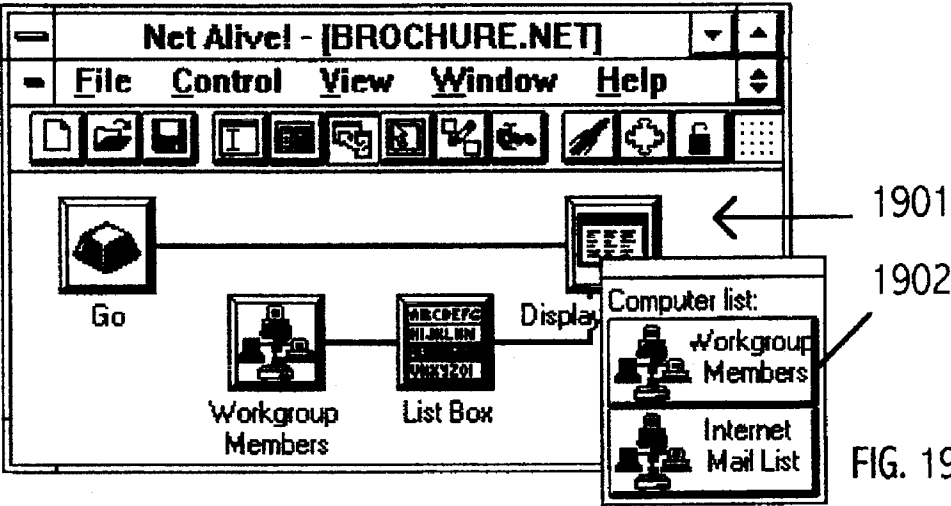 Net Alive! - [BROCHURE.NET]
File Control View Window Help
1901
1902
Go
Display
Computer list:
Workgroup
Members
Workgroup
Members
List Box
Internet
Mail List
FIG. 19